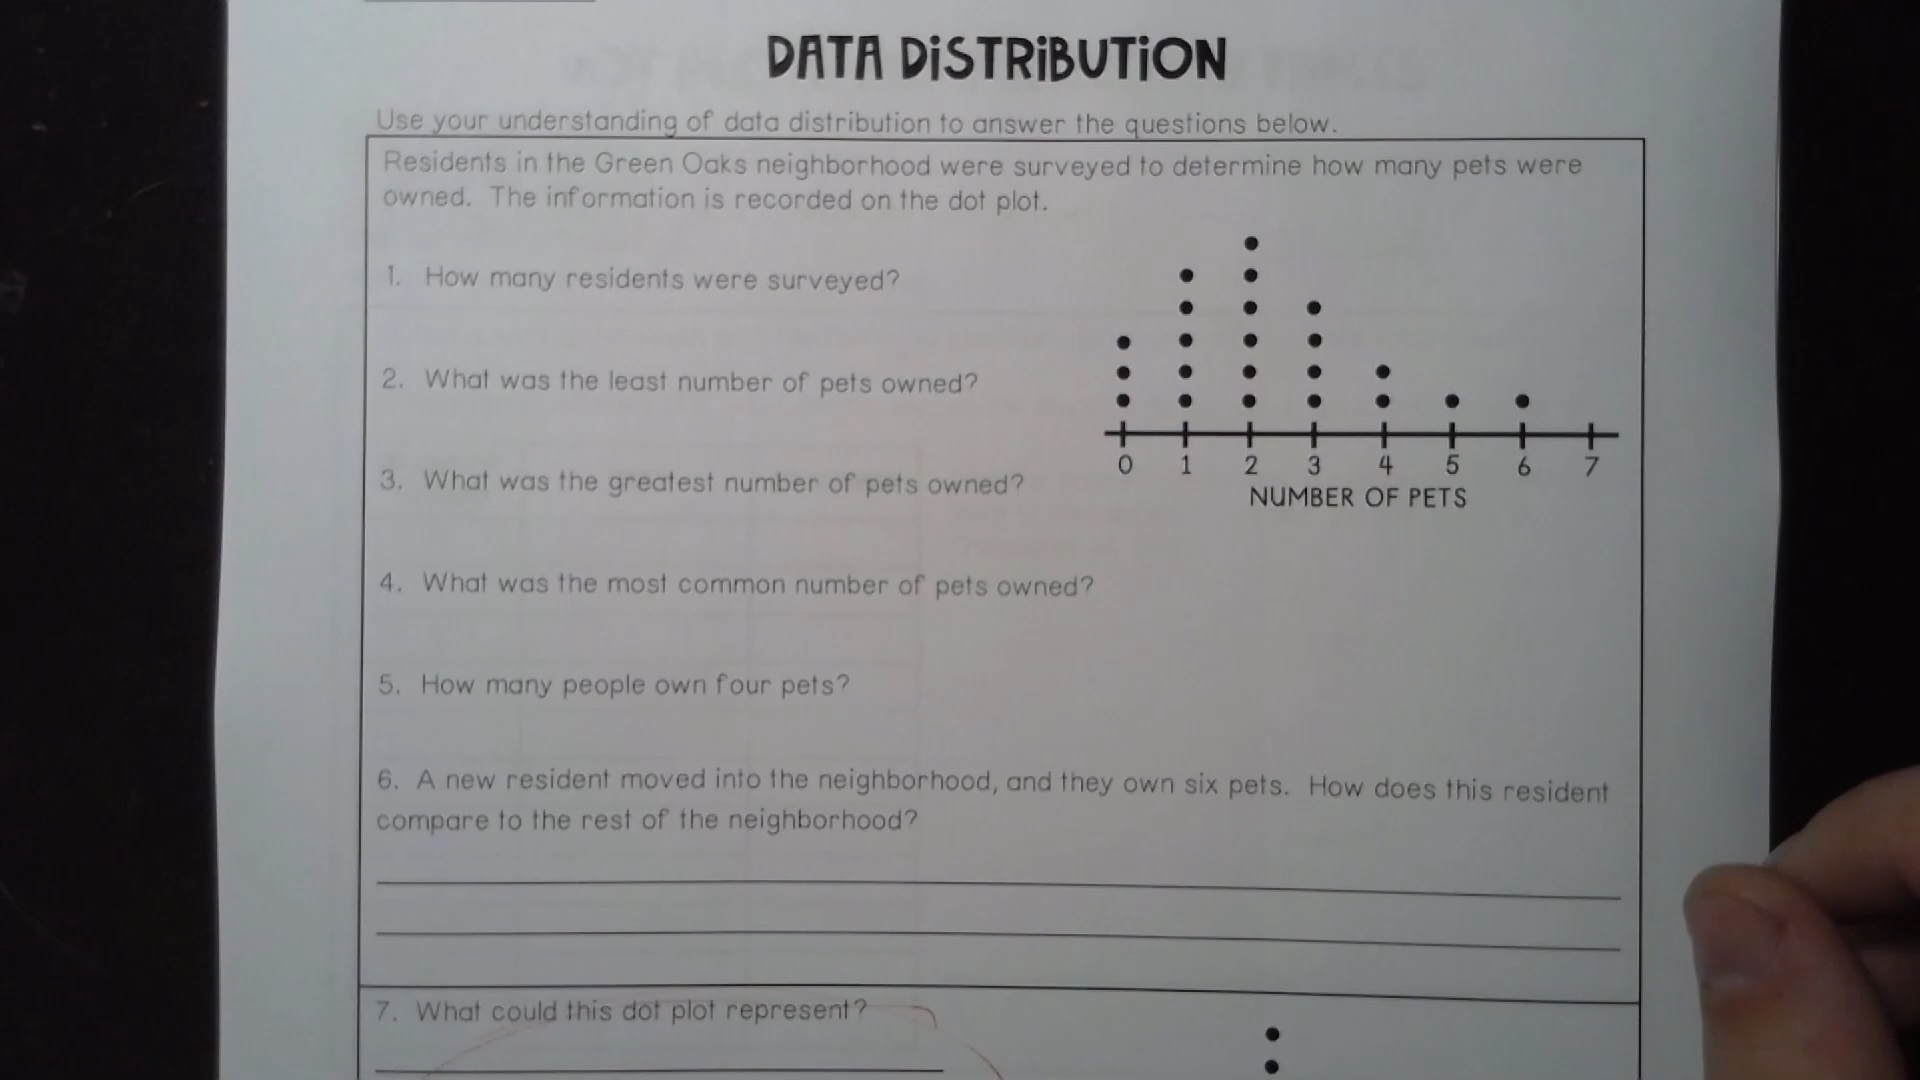 DATA DiSTRiBUTiON
Use your understanding of data distribution to answer the questions below.
Residents in the Green Oaks neighborhood were surveyed to determine how many pets were
owned. The information is recorded on the dot plot.
1. How many residents were surveyed?
2. What was the least number of pets owned?
3. What was the greatest number of pets owned?
0 1 2 3 4 5 6 7
NUMBER OF PETS
4. What was the most common number of pets owned?
5. How many people own four pets?
6. A new resident moved into the neighborhood, and they own six pets. How does this resident
compare to the rest of the neighborhood?
7. What could this dot plot represent?